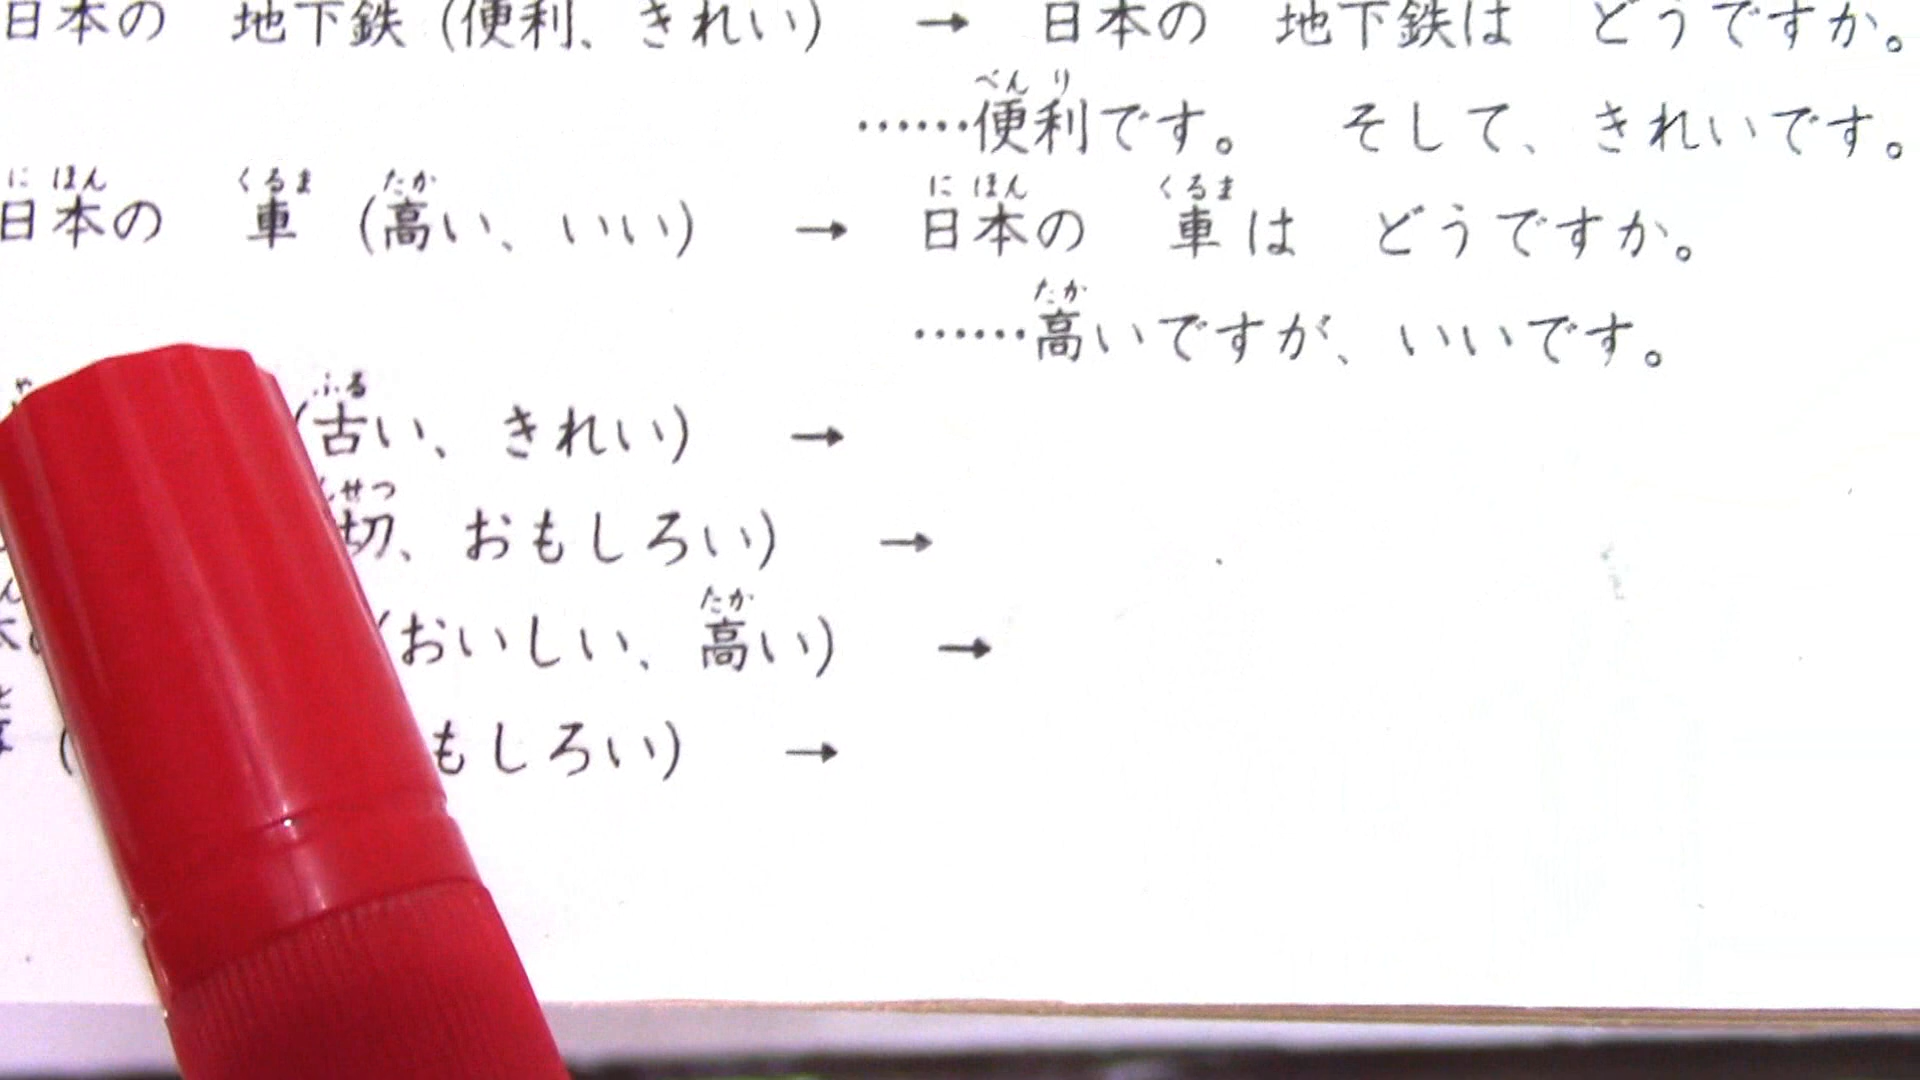 日本の 地下鉄(便利、きれい) → 日本の 地下鉄は どうですか。
べんり
……便利です。 そして、きれいです。
にほん くるま たか にほん くるま
日本の 車(高い、いい) → 日本の 車は どうですか。
たか
……高いですが、いいです。
ふる
(古い、きれい) →
せつ
切、おもしろい) →
たか
(おいしい、高い) →
もしろい) →